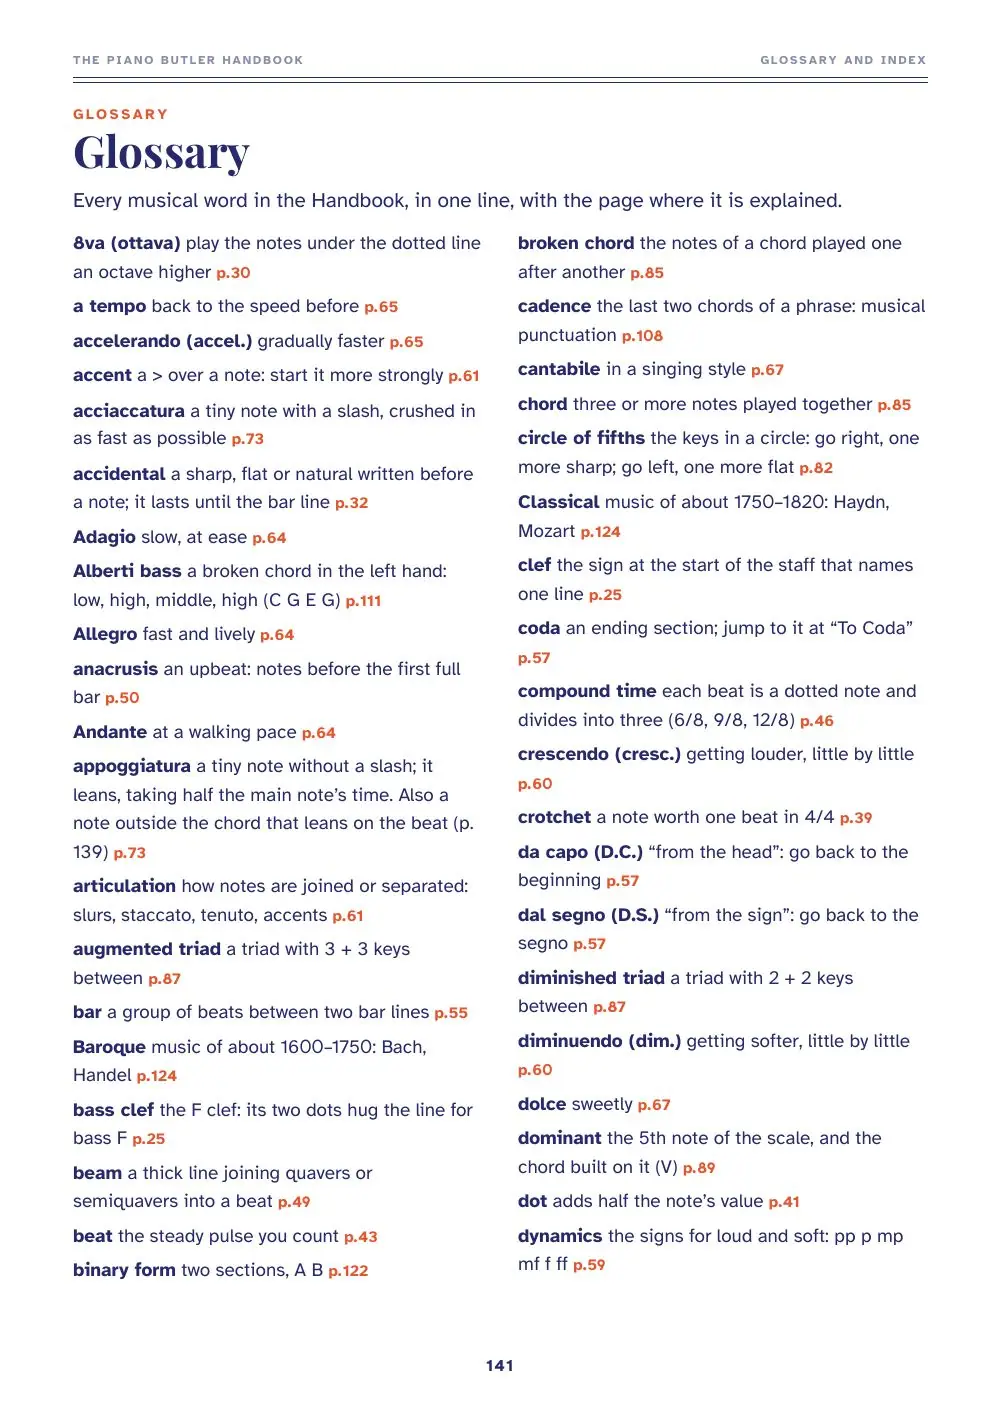 THE PIANO BUTLER HANDBOOK
GLOSSARY AND INDEX
GLOSSARY
Glossary
Every musical word in the Handbook, in one line, with the page where it is explained.
8va (ottava) play the notes under the dotted line
an octave higher p.30
a tempo back to the speed before p.65
accelerando (accel.) gradually faster p.65
accent a > over a note: start it more strongly p.61
acciaccatura a tiny note with a slash, crushed in
as fast as possible p.73
accidental a sharp, flat or natural written before
a note; it lasts until the bar line p.32
Adagio slow, at ease p.64
Alberti bass a broken chord in the left hand:
low, high, middle, high (C G E G) p.111
Allegro fast and lively p.64
anacrusis an upbeat: notes before the first full
bar p.50
Andante at a walking pace p.64
appoggiatura a tiny note without a slash; it
leans, taking half the main note’s time. Also a
note outside the chord that leans on the beat (p.
139) p.73
articulation how notes are joined or separated:
slurs, staccato, tenuto, accents p.61
augmented triad a triad with 3 + 3 keys
between p.87
bar a group of beats between two bar lines p.55
Baroque music of about 1600–1750: Bach,
Handel p.124
bass clef the F clef: its two dots hug the line for
bass F p.25
beam a thick line joining quavers or
semiquavers into a beat p.49
beat the steady pulse you count p.43
binary form two sections, A B p.122
broken chord the notes of a chord played one
after another p.85
cadence the last two chords of a phrase: musical
punctuation p.108
cantabile in a singing style p.67
chord three or more notes played together p.85
circle of fifths the keys in a circle: go right, one
more sharp; go left, one more flat p.82
Classical music of about 1750–1820: Haydn,
Mozart p.124
clef the sign at the start of the staff that names
one line p.25
coda an ending section; jump to it at “To Coda”
p.57
compound time each beat is a dotted note and
divides into three (6/8, 9/8, 12/8) p.46
crescendo (cresc.) getting louder, little by little
p.60
crotchet a note worth one beat in 4/4 p.39
da capo (D.C.) “from the head”: go back to the
beginning p.57
dal segno (D.S.) “from the sign”: go back to the
segno p.57
diminished triad a triad with 2 + 2 keys
between p.87
diminuendo (dim.) getting softer, little by little
p.60
dolce sweetly p.67
dominant the 5th note of the scale, and the
chord built on it (V) p.89
dot adds half the note’s value p.41
dynamics the signs for loud and soft: pp p mp
mf f ff p.59
141